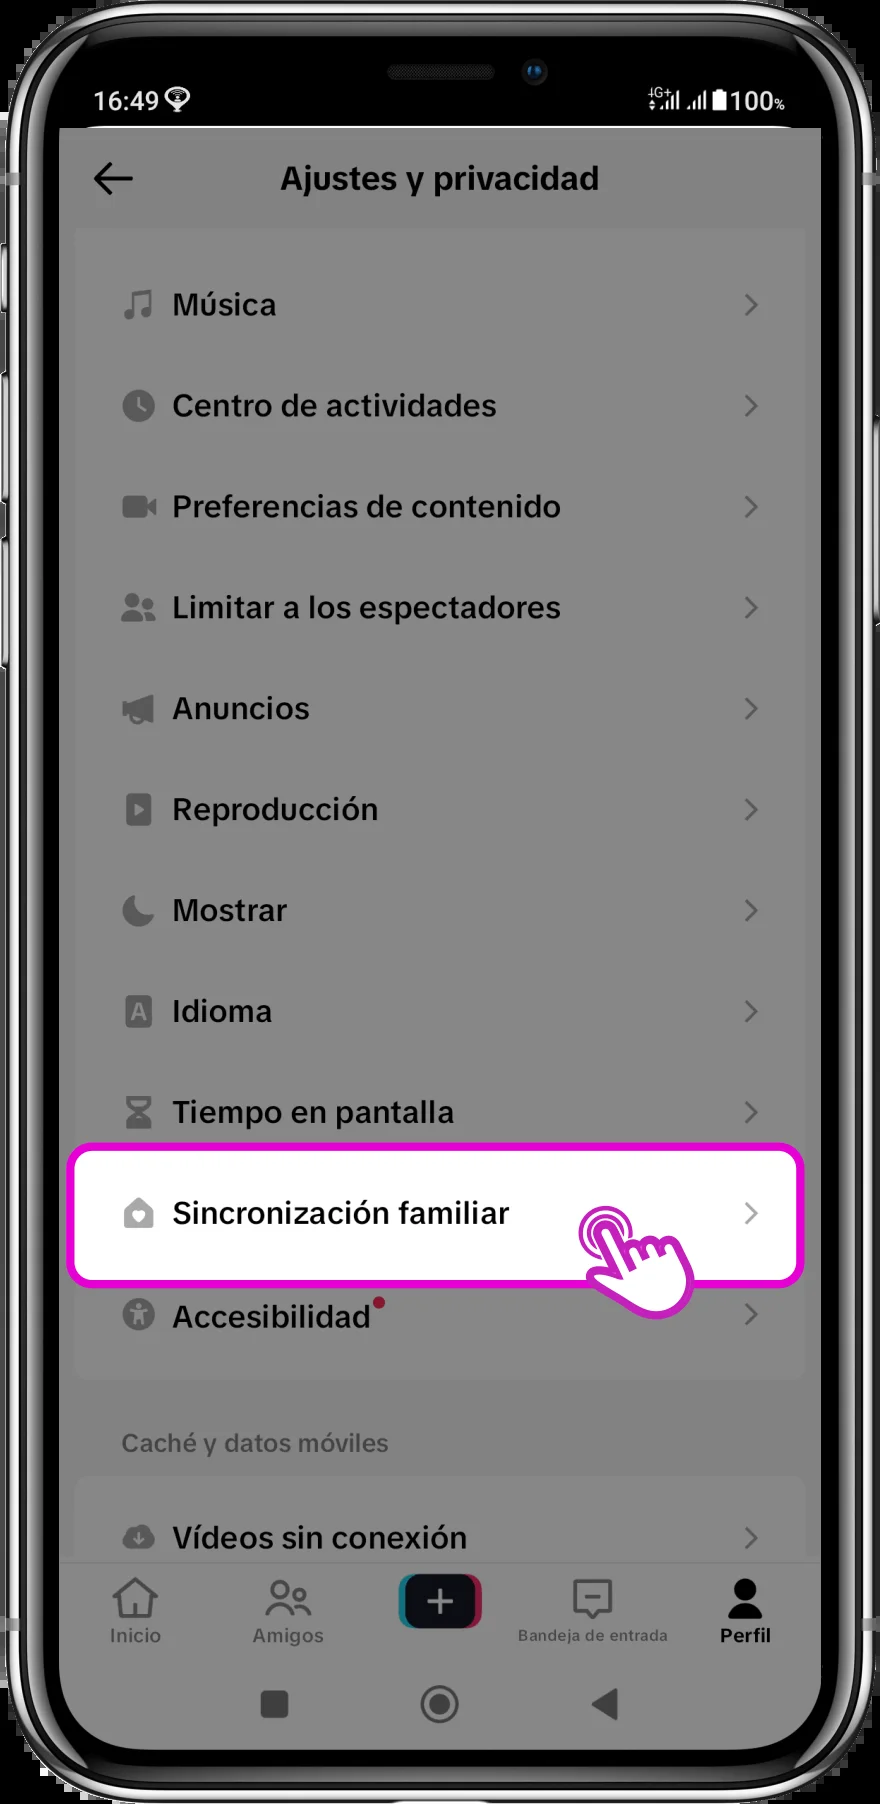 16:49 4G+ 100%
Ajustes y privacidad
Música
Centro de actividades
Preferencias de contenido
Limitar a los espectadores
Anuncios
Reproducción
Mostrar
A Idioma
Tiempo en pantalla
Sincronización familiar
Accesibilidad
Caché y datos móviles
Vídeos sin conexión
Inicio Amigos Bandeja de entrada Perfil